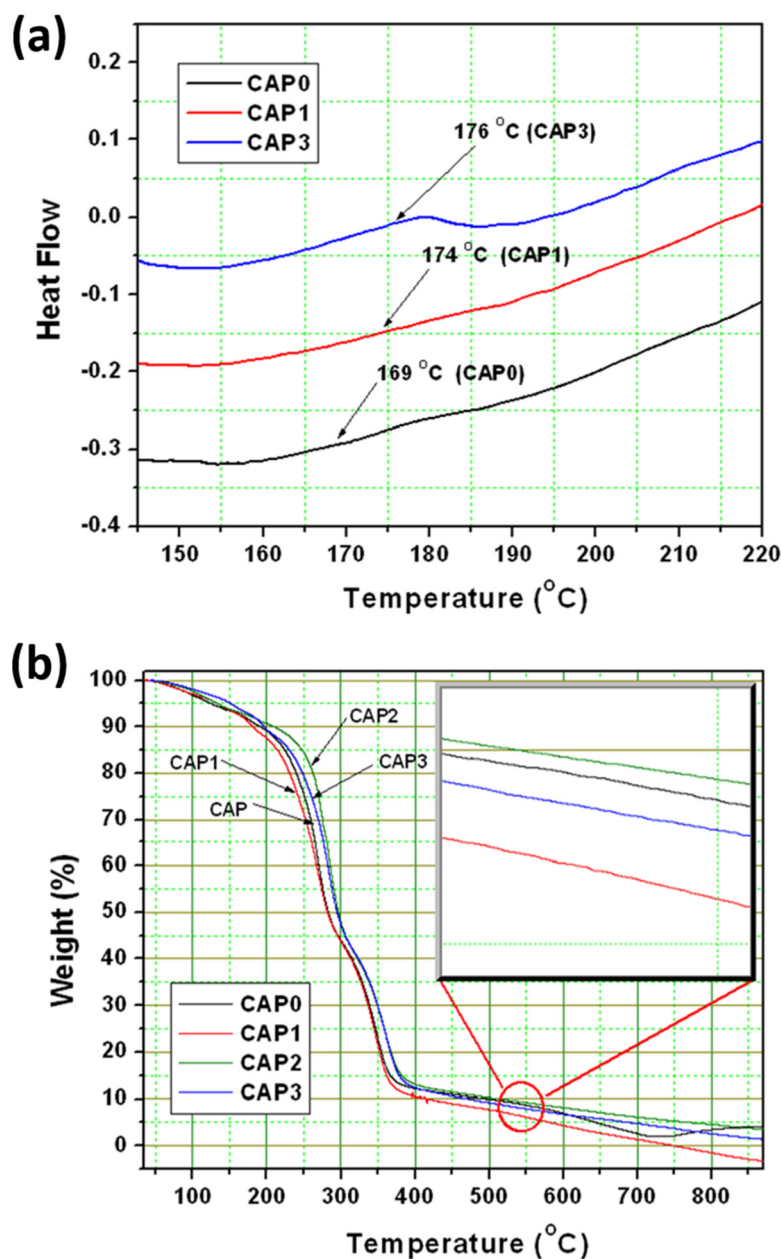 (a)
0.2
0.1
0.0
-0.1
-0.2
-0.3
-0.4
Heat Flow
CAP0
CAP1
CAP3
176 °C (CAP3)
174 °C (CAP1)
169 °C (CAP0)
150 160 170 180 190 200 210 220
Temperature (°C)
(b)
100
90
80
70
60
50
40
30
20
10
0
Weight (%)
CAP2
CAP1
CAP3
CAP
CAP0
CAP1
CAP2
CAP3
100 200 300 400 500 600 700 800
Temperature (°C)